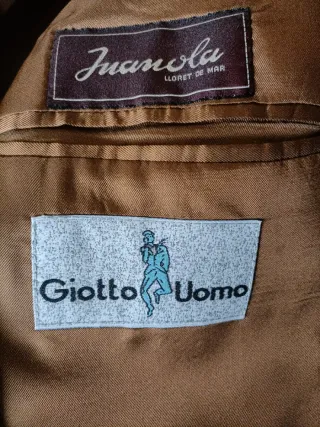 Juanola
LLORET DE MAR
Giotto Uomo